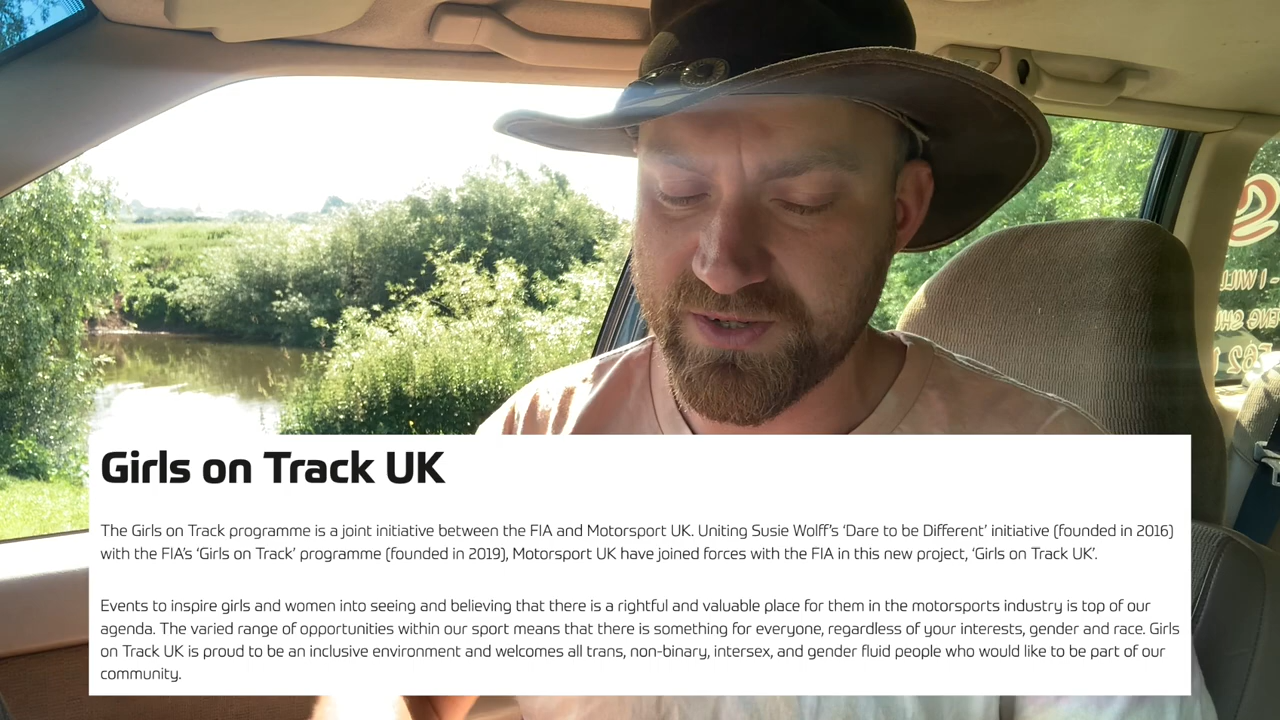 Girls on Track UK
The Girls on Track programme is a joint initiative between the FIA and Motorsport UK. Uniting Susie Wolff's 'Dare to be Different' initiative (founded in 2016)
with the FIA's 'Girls on Track' programme (founded in 2019), Motorsport UK have joined forces with the FIA in this new project, 'Girls on Track UK'.
Events to inspire girls and women into seeing and believing that there is a rightful and valuable place for them in the motorsports industry is top of our
agenda. The varied range of opportunities within our sport means that there is something for everyone, regardless of your interests, gender and race. Girls
on Track UK is proud to be an inclusive environment and welcomes all trans, non-binary, intersex, and gender fluid people who would like to be part of our
community.
- I WILL